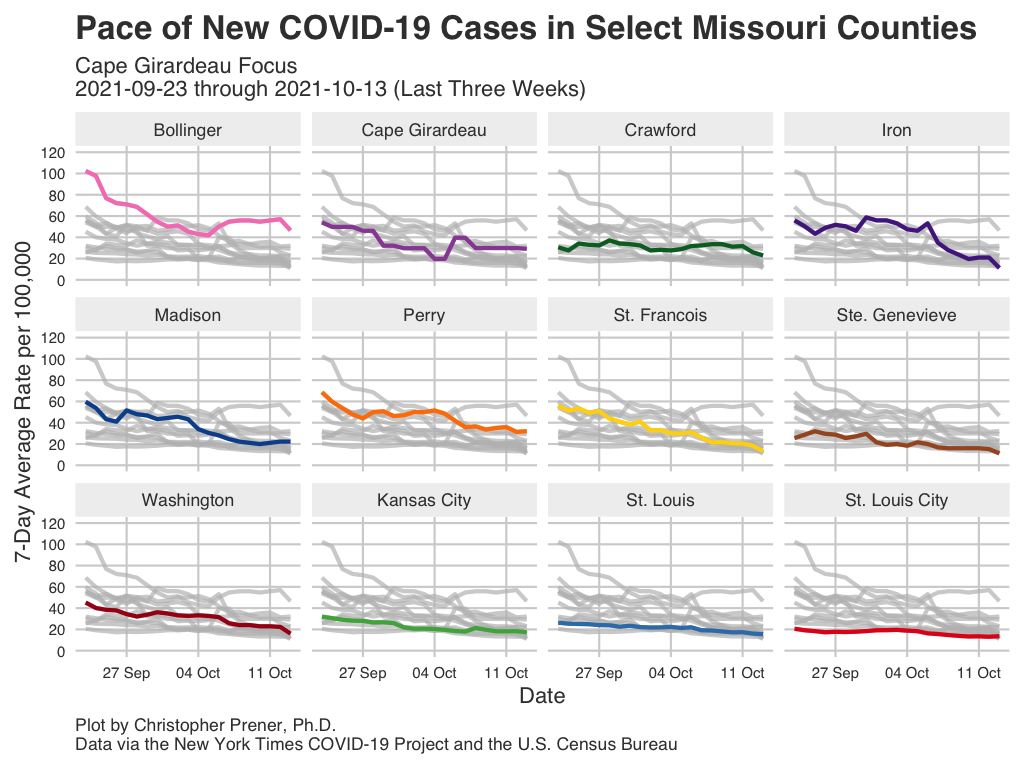 Pace of New COVID-19 Cases in Select Missouri Counties
Cape Girardeau Focus
2021-09-23 through 2021-10-13 (Last Three Weeks)
7-Day Average Rate per 100,000
Bollinger Cape Girardeau Crawford Iron
120
100
80
60
40
20
0
Madison Perry St. Francois Ste. Genevieve
120
100
80
60
40
20
0
Washington Kansas City St. Louis St. Louis City
120
100
80
60
40
20
0
27 Sep 04 Oct 11 Oct 27 Sep 04 Oct 11 Oct 27 Sep 04 Oct 11 Oct 27 Sep 04 Oct 11 Oct
Date
Plot by Christopher Prener, Ph.D.
Data via the New York Times COVID-19 Project and the U.S. Census Bureau